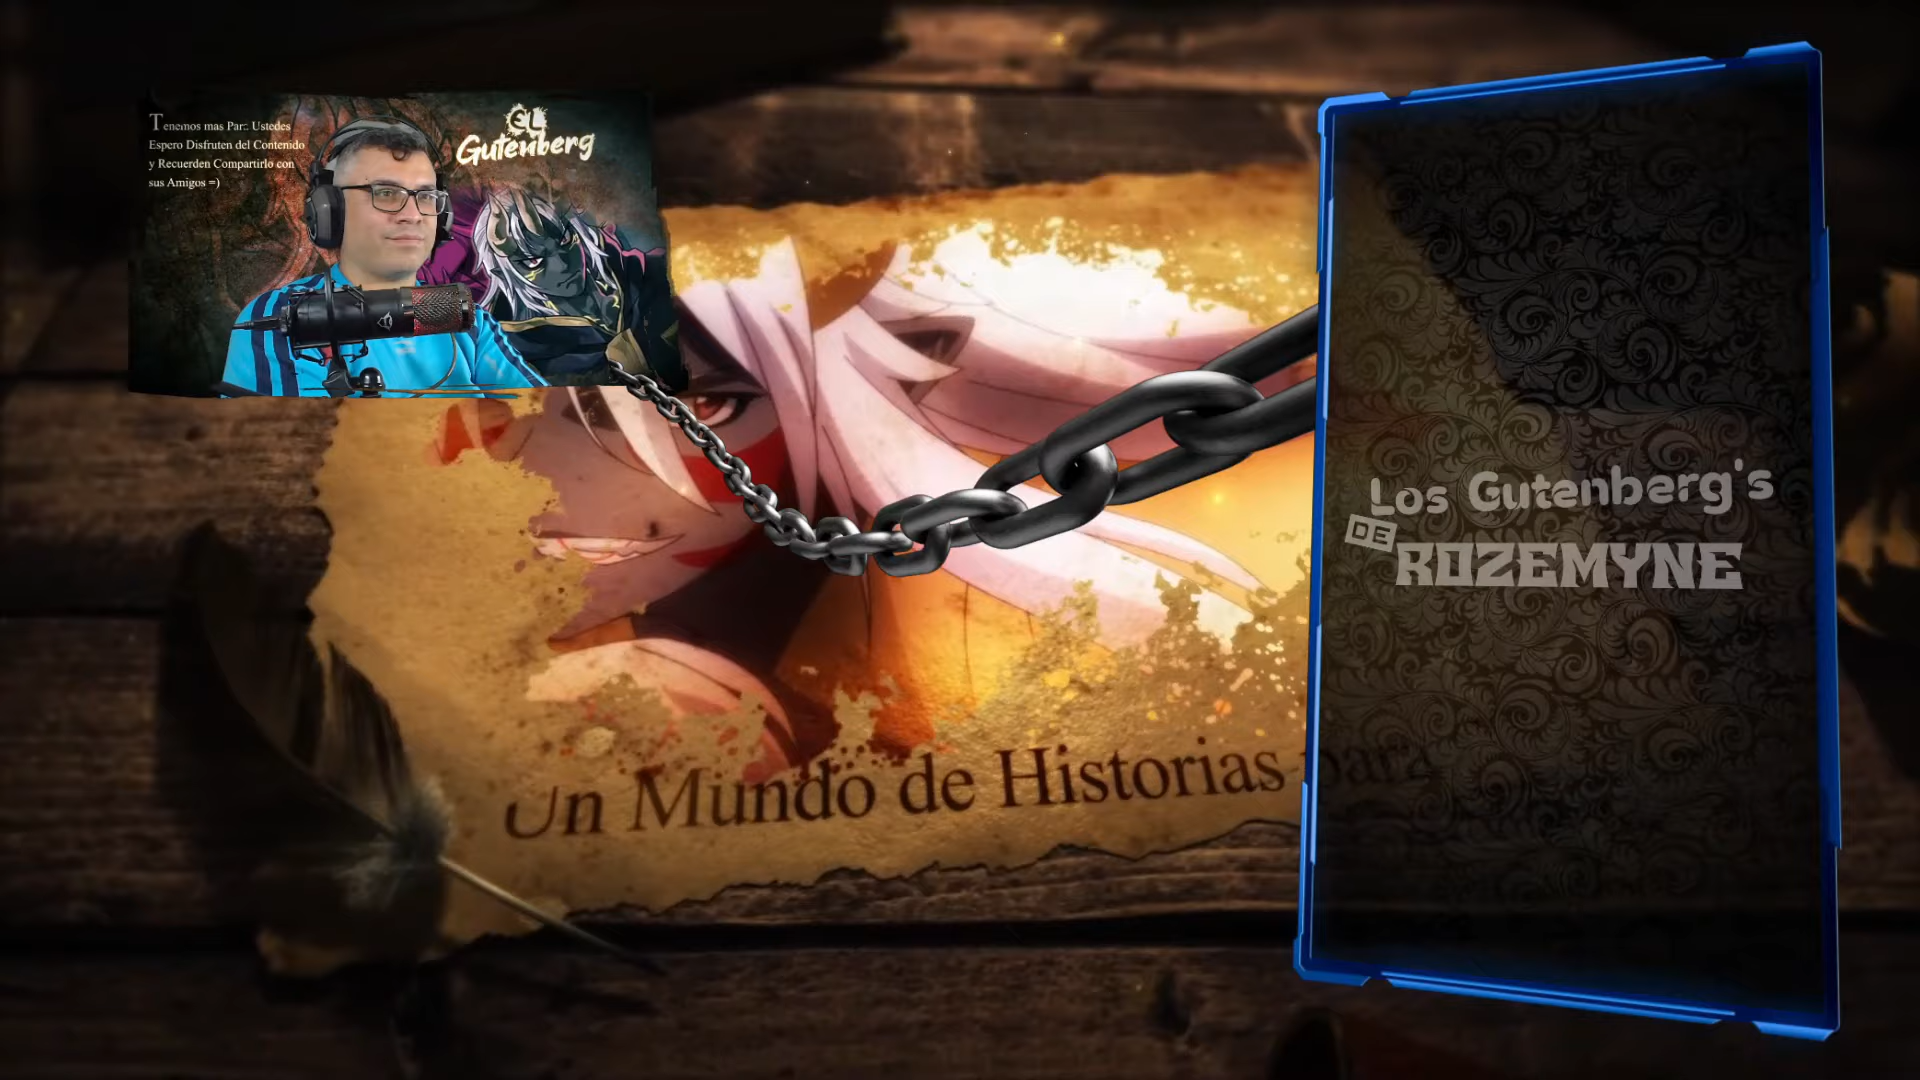 Tenemos mas Para Ustedes
Espero Disfruten del Contenido
y Recuerden Compartirlo con
sus Amigos =)
EL
Gutenberg
Los Gutenberg's
DE
ROZEMYNE
Un Mundo de Historias para